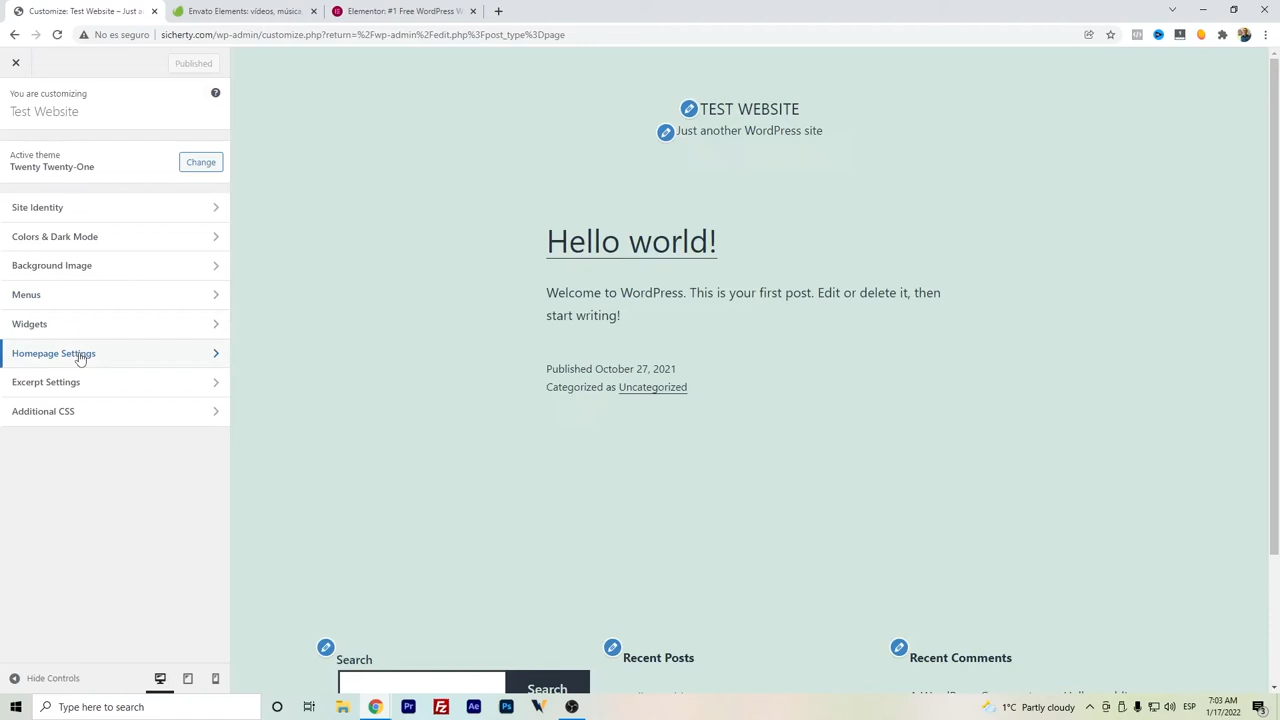 Customize: Test Website – Just a
Envato Elements: vídeos, música,
Elementor: #1 Free WordPress W
No es seguro
sicherty.com/wp-admin/customize.php?return=%2Fwp-admin%2Fedit.php%3Fpost_type%3Dpage
Published
You are customizing
Test Website
Active theme
Twenty Twenty-One
Change
Site Identity
Colors & Dark Mode
Background Image
Menus
Widgets
Homepage Settings
Excerpt Settings
Additional CSS
Hide Controls
TEST WEBSITE
Just another WordPress site
Hello world!
Welcome to WordPress. This is your first post. Edit or delete it, then
start writing!
Published October 27, 2021
Categorized as Uncategorized
Search
Search
Recent Posts
Recent Comments
Type here to search
Pr
Fz
Ae
Ps
1°C Partly cloudy
ESP
7:03 AM
1/17/2022
3